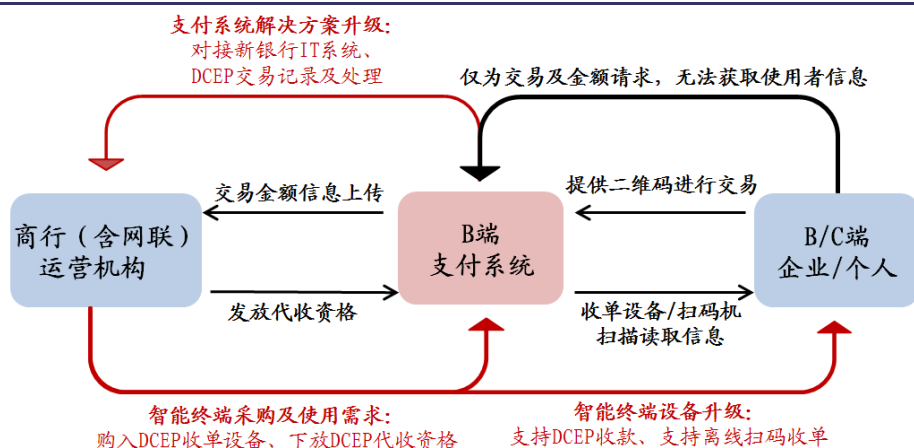 支付系统解决方案升级：
对接新银行IT系统、
DCEP交易记录及处理
仅为交易及金额请求，无法获取使用者信息
交易金额信息上传
提供二维码进行交易
商行（含网联）
运营机构
B端
支付系统
B/C端
企业/个人
发放代收资格
收单设备/扫码机
扫描读取信息
智能终端采购及使用需求：
购入DCEP收单设备、下放DCEP代收资格
智能终端设备升级：
支持DCEP收款、支持离线扫码收单